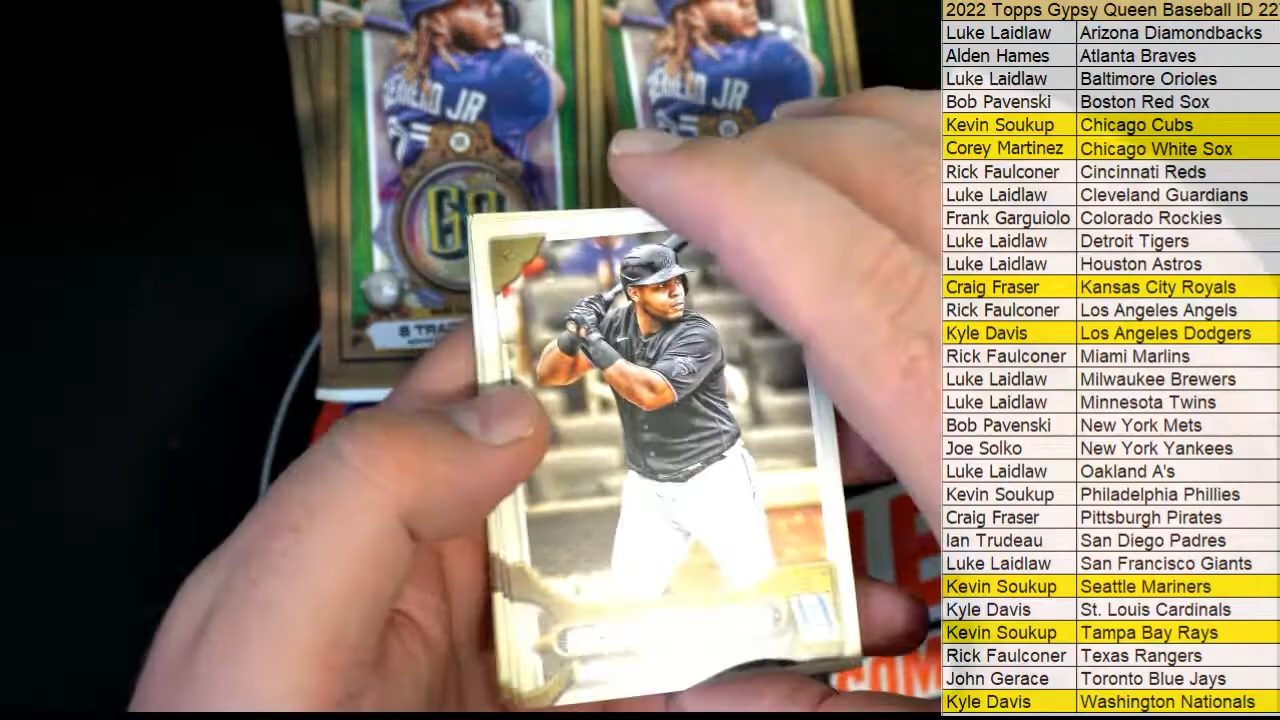 2022 Topps Gypsy Queen Baseball ID 22
Luke Laidlaw Arizona Diamondbacks
Alden Hames Atlanta Braves
Luke Laidlaw Baltimore Orioles
Bob Pavenski Boston Red Sox
Kevin Soukup Chicago Cubs
Corey Martinez Chicago White Sox
Rick Faulconer Cincinnati Reds
Luke Laidlaw Cleveland Guardians
Frank Garguiolo Colorado Rockies
Luke Laidlaw Detroit Tigers
Luke Laidlaw Houston Astros
Craig Fraser Kansas City Royals
Rick Faulconer Los Angeles Angels
Kyle Davis Los Angeles Dodgers
Rick Faulconer Miami Marlins
Luke Laidlaw Milwaukee Brewers
Luke Laidlaw Minnesota Twins
Bob Pavenski New York Mets
Joe Solko New York Yankees
Luke Laidlaw Oakland A's
Kevin Soukup Philadelphia Phillies
Craig Fraser Pittsburgh Pirates
Ian Trudeau San Diego Padres
Luke Laidlaw San Francisco Giants
Kevin Soukup Seattle Mariners
Kyle Davis St. Louis Cardinals
Kevin Soukup Tampa Bay Rays
Rick Faulconer Texas Rangers
John Gerace Toronto Blue Jays
Kyle Davis Washington Nationals
JR
JR
GQ